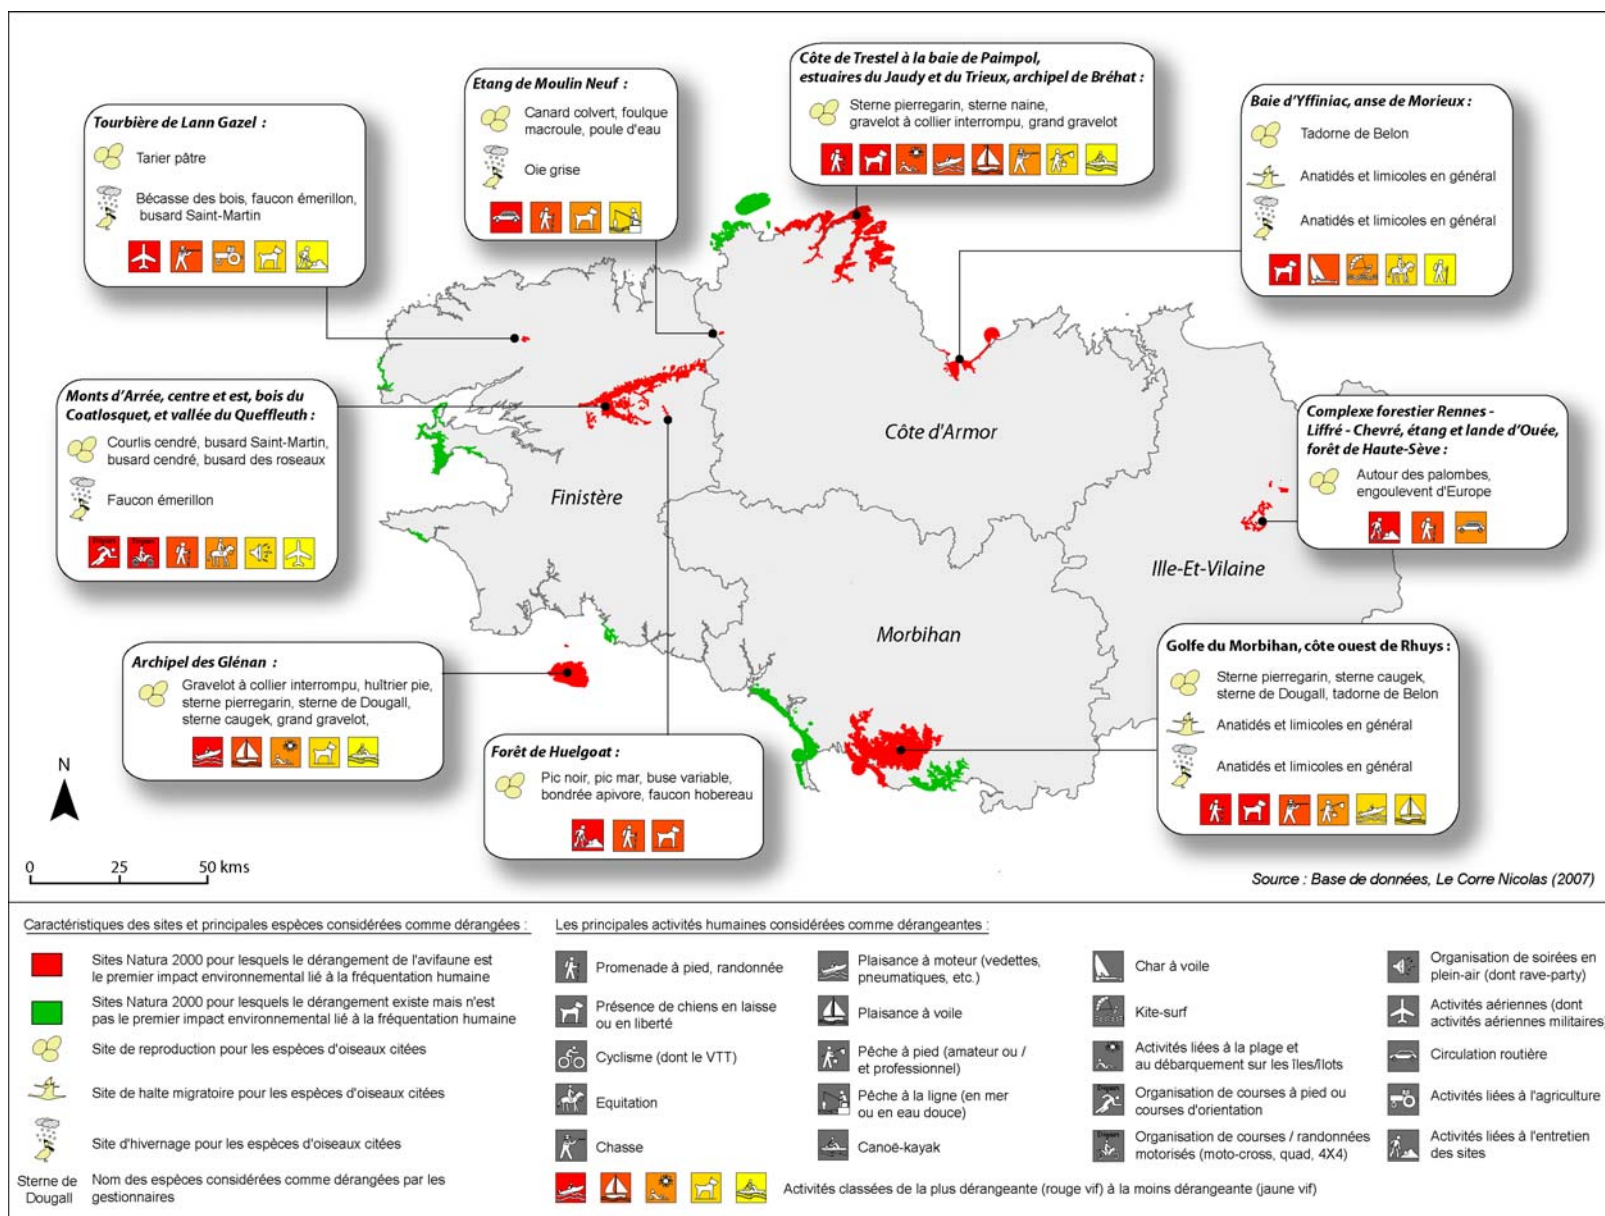 Côte de Trestel à la baie de Paimpol,
estuaires du Jaudy et du Trieux, archipel de Bréhat :
Sterne pierregarin, sterne naine,
gravelot à collier interrompu, grand gravelot
Etang de Moulin Neuf :
Canard colvert, foulque
macroule, poule d'eau
Oie grise
Baie d'Yffiniac, anse de Morieux :
Tadorne de Belon
Anatidés et limicoles en général
Anatidés et limicoles en général
Tourbière de Lann Gazel :
Tarier pâtre
Bécasse des bois, faucon émerillon,
busard Saint-Martin
Monts d'Arrée, centre et est, bois du
Coatlosquet, et vallée du Queffleuth :
Courlis cendré, busard Saint-Martin,
busard cendré, busard des roseaux
Faucon émerillon
Départ
Départ
Complexe forestier Rennes -
Liffré - Chevré, étang et lande d'Ouée,
forêt de Haute-Sève :
Autour des palombes,
engoulevent d'Europe
Côte d'Armor
Finistère
Ille-Et-Vilaine
Morbihan
Archipel des Glénan :
Gravelot à collier interrompu, huîtrier pie,
sterne pierregarin, sterne de Dougall,
sterne caugek, grand gravelot,
Forêt de Huelgoat :
Pic noir, pic mar, buse variable,
bondrée apivore, faucon hobereau
Golfe du Morbihan, côte ouest de Rhuys :
Sterne pierregarin, sterne caugek,
sterne de Dougall, tadorne de Belon
Anatidés et limicoles en général
Anatidés et limicoles en général
N
0 25 50 kms
Source : Base de données, Le Corre Nicolas (2007)
Caractéristiques des sites et principales espèces considérées comme dérangées :
Sites Natura 2000 pour lesquels le dérangement de l'avifaune est
le premier impact environnemental lié à la fréquentation humaine
Sites Natura 2000 pour lesquels le dérangement existe mais n'est
pas le premier impact environnemental lié à la fréquentation humaine
Site de reproduction pour les espèces d'oiseaux citées
Site de halte migratoire pour les espèces d'oiseaux citées
Site d'hivernage pour les espèces d'oiseaux citées
Sterne de
Dougall
Nom des espèces considérées comme dérangées par les
gestionnaires
Les principales activités humaines considérées comme dérangeantes :
Promenade à pied, randonnée
Présence de chiens en laisse
ou en liberté
Cyclisme (dont le VTT)
Equitation
Chasse
Plaisance à moteur (vedettes,
pneumatiques, etc.)
Plaisance à voile
Pêche à pied (amateur ou /
et professionnel)
Pêche à la ligne (en mer
ou en eau douce)
Canoë-kayak
Char à voile
Kite-surf
Activités liées à la plage et
au débarquement sur les îles/îlots
Départ
Organisation de courses à pied ou
courses d'orientation
Départ
Organisation de courses / randonnées
motorisés (moto-cross, quad, 4X4)
Organisation de soirées en
plein-air (dont rave-party)
Activités aériennes (dont
activités aériennes militaires)
Circulation routière
Activités liées à l'agriculture
Activités liées à l'entretien
des sites
Activités classées de la plus dérangeante (rouge vif) à la moins dérangeante (jaune vif)